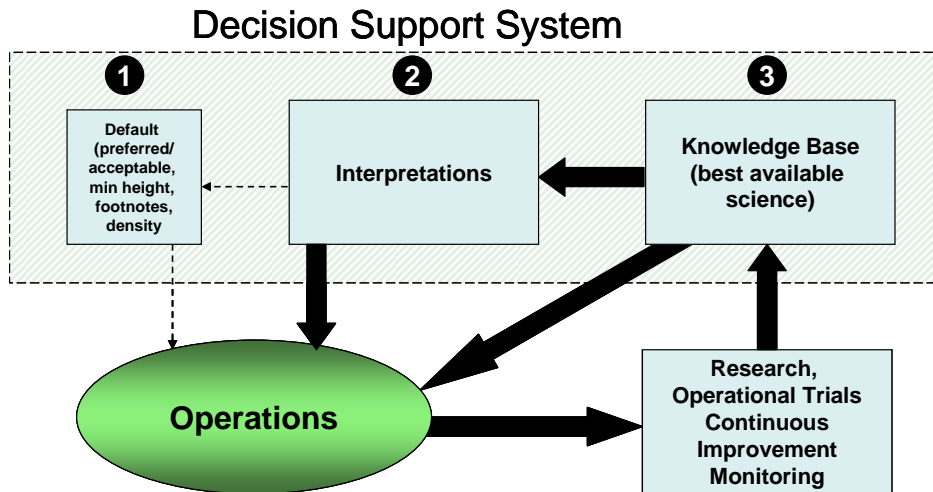 Decision Support System
1
2
3
Default
(preferred/
acceptable,
min height,
footnotes,
density
Interpretations
Knowledge Base
(best available
science)
Operations
Research,
Operational Trials
Continuous
Improvement
Monitoring